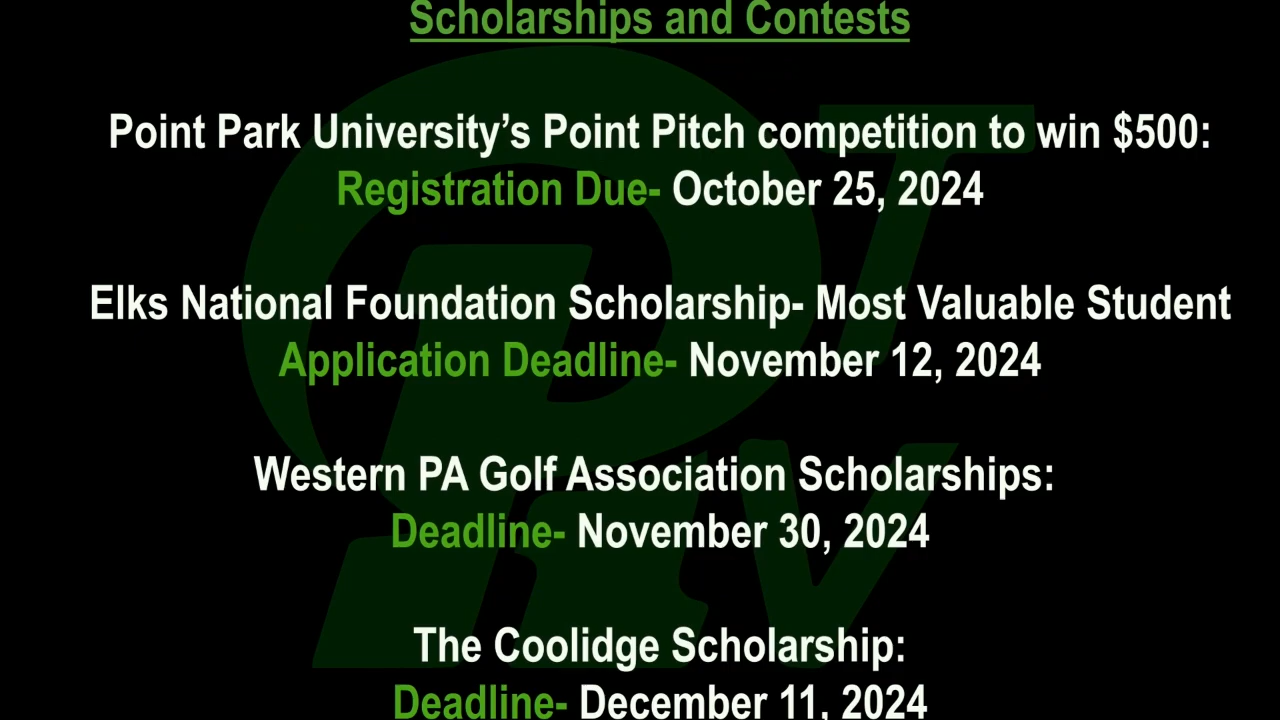 Scholarships and Contests
Point Park University’s Point Pitch competition to win $500:
Registration Due- October 25, 2024
Elks National Foundation Scholarship- Most Valuable Student
Application Deadline- November 12, 2024
Western PA Golf Association Scholarships:
Deadline- November 30, 2024
The Coolidge Scholarship:
Deadline- December 11, 2024